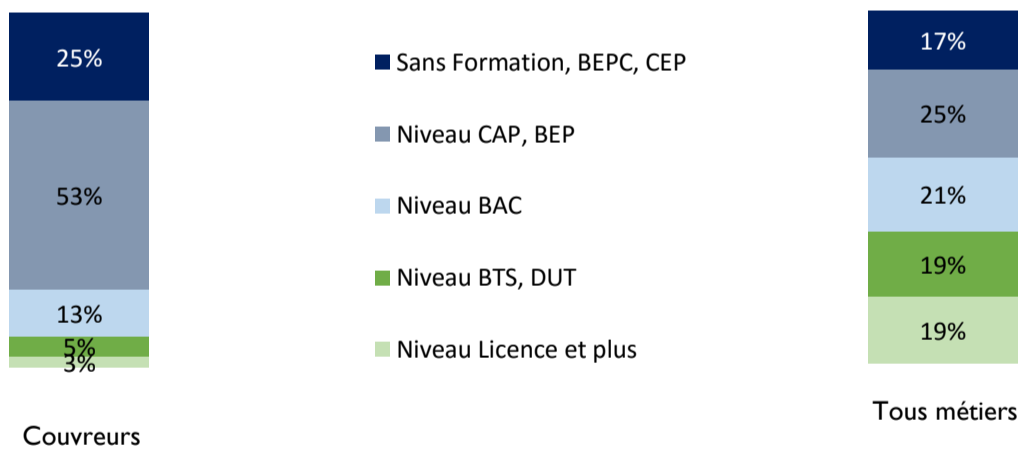 25%
53%
13%
5%
3%
Couvreurs
Sans Formation, BEPC, CEP
Niveau CAP, BEP
Niveau BAC
Niveau BTS, DUT
Niveau Licence et plus
17%
25%
21%
19%
19%
Tous métiers